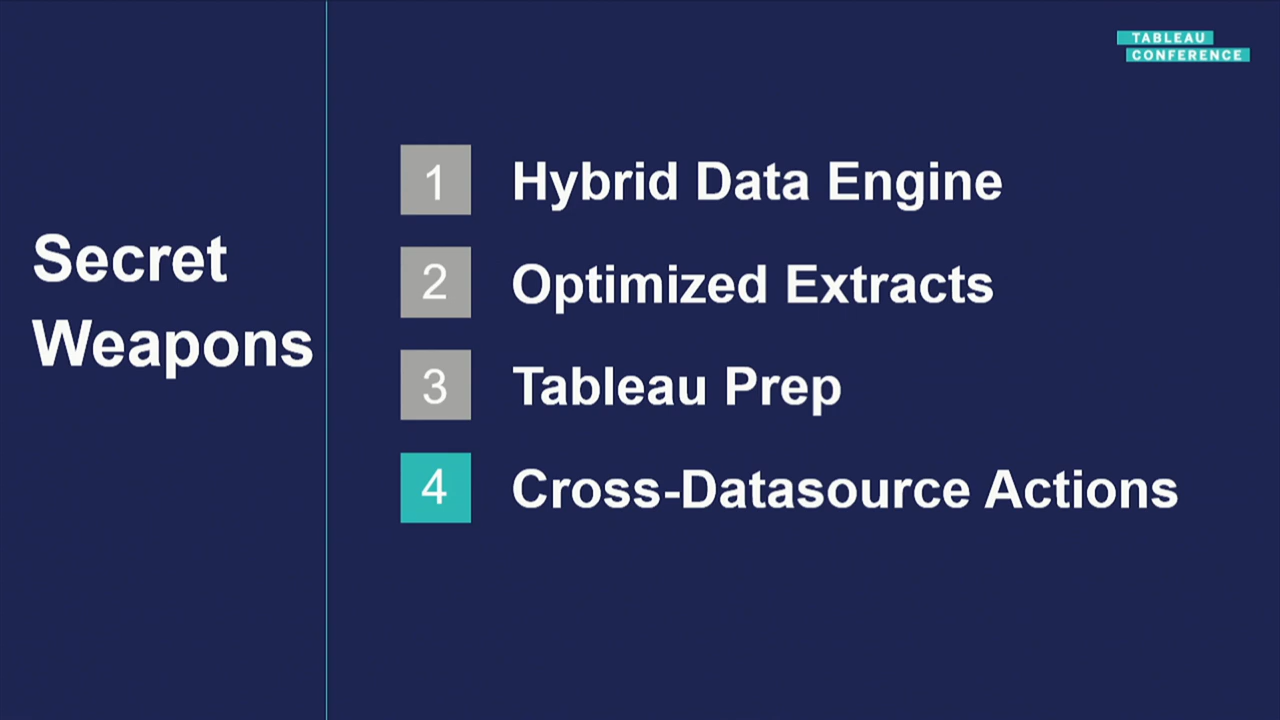 TABLEAU
CONFERENCE
Secret
Weapons
1 Hybrid Data Engine
2 Optimized Extracts
3 Tableau Prep
4 Cross-Datasource Actions